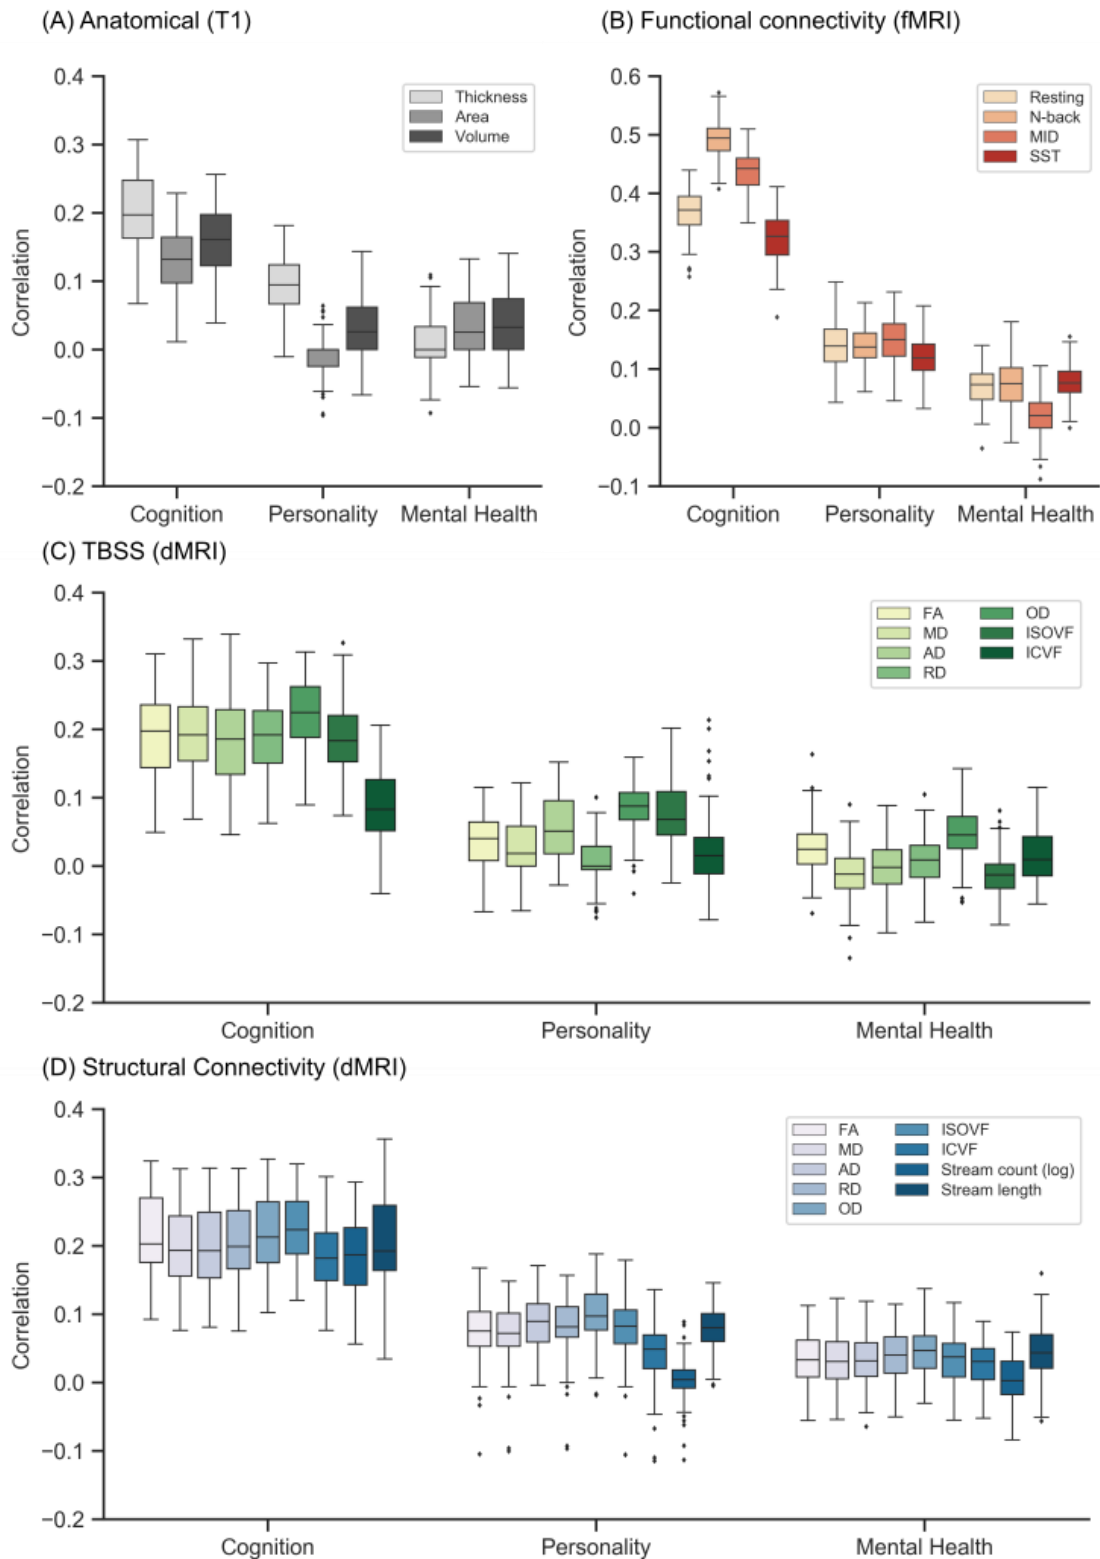 (A) Anatomical (T1)
(B) Functional connectivity (fMRI)
0.4
0.3
0.2
0.1
0.0
−0.1
−0.2
Correlation
Thickness
Area
Volume
Cognition Personality Mental Health
0.6
0.5
0.4
0.3
0.2
0.1
0.0
−0.1
Correlation
Resting
N-back
MID
SST
Cognition Personality Mental Health
(C) TBSS (dMRI)
0.4
0.3
0.2
0.1
0.0
−0.1
−0.2
Correlation
FA
MD
AD
RD
OD
ISOVF
ICVF
Cognition Personality Mental Health
(D) Structural Connectivity (dMRI)
0.4
0.3
0.2
0.1
0.0
−0.1
−0.2
Correlation
FA
MD
AD
RD
OD
ISOVF
ICVF
Stream count (log)
Stream length
Cognition Personality Mental Health